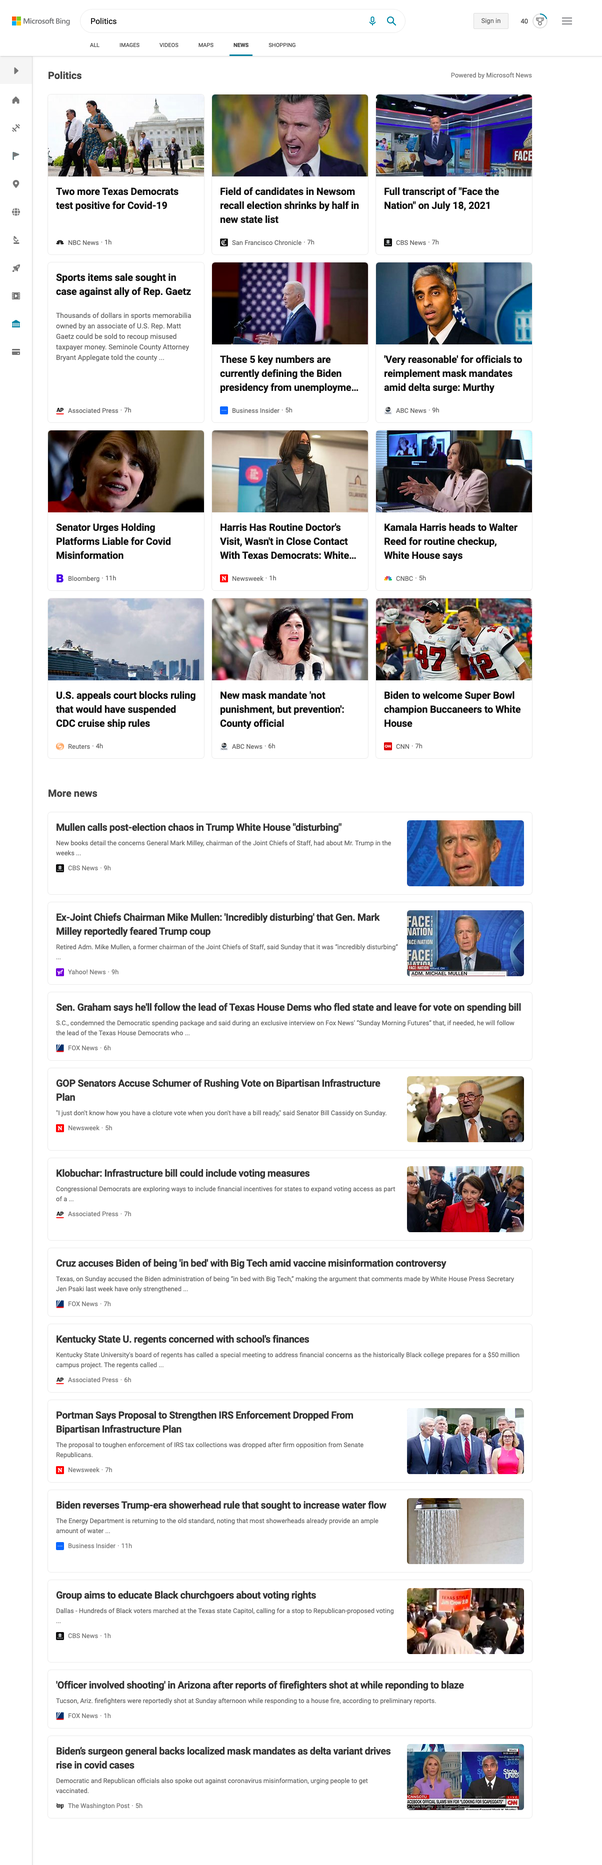 Microsoft Bing
Politics
Sign in
40
ALL
IMAGES
VIDEOS
MAPS
NEWS
SHOPPING
Politics
Powered by Microsoft News
Two more Texas Democrats
test positive for Covid-19
NBC News · 1h
Field of candidates in Newsom
recall election shrinks by half in
new state list
San Francisco Chronicle · 7h
FACE
Full transcript of "Face the
Nation" on July 18, 2021
CBS News · 7h
Sports items sale sought in
case against ally of Rep. Gaetz
Thousands of dollars in sports memorabilia
owned by an associate of U.S. Rep. Matt
Gaetz could be sold to recoup misused
taxpayer money. Seminole County Attorney
Bryant Applegate told the county ...
AP Associated Press · 7h
These 5 key numbers are
currently defining the Biden
presidency from unemployme...
Business Insider · 5h
'Very reasonable' for officials to
reimplement mask mandates
amid delta surge: Murthy
ABC News · 9h
Senator Urges Holding
Platforms Liable for Covid
Misinformation
B Bloomberg · 11h
Harris Has Routine Doctor's
Visit, Wasn't in Close Contact
With Texas Democrats: White...
N Newsweek · 1h
Kamala Harris heads to Walter
Reed for routine checkup,
White House says
CNBC · 5h
U.S. appeals court blocks ruling
that would have suspended
CDC cruise ship rules
Reuters · 4h
New mask mandate 'not
punishment, but prevention':
County official
ABC News · 6h
87
12
Biden to welcome Super Bowl
champion Buccaneers to White
House
CNN · 7h
More news
Mullen calls post-election chaos in Trump White House "disturbing"
New books detail the concerns General Mark Milley, chairman of the Joint Chiefs of Staff, had about Mr. Trump in the
weeks ...
CBS News · 9h
Ex-Joint Chiefs Chairman Mike Mullen: 'Incredibly disturbing' that Gen. Mark
Milley reportedly feared Trump coup
Retired Adm. Mike Mullen, a former chairman of the Joint Chiefs of Staff, said Sunday that it was "incredibly disturbing"
...
Yahoo! News · 9h
FACE
NATION
ADM. MICHAEL MULLEN
Sen. Graham says he'll follow the lead of Texas House Dems who fled state and leave for vote on spending bill
S.C., condemned the Democratic spending package and said during an exclusive interview on Fox News' "Sunday Morning Futures" that, if needed, he will follow
the lead of the Texas House Democrats who ...
FOX News · 6h
GOP Senators Accuse Schumer of Rushing Vote on Bipartisan Infrastructure
Plan
"I just don't know how you have a cloture vote when you don't have a bill ready," said Senator Bill Cassidy on Sunday.
N Newsweek · 5h
Klobuchar: Infrastructure bill could include voting measures
Congressional Democrats are exploring ways to include financial incentives for states to expand voting access as part
of a ...
AP Associated Press · 7h
Cruz accuses Biden of being 'in bed' with Big Tech amid vaccine misinformation controversy
Texas, on Sunday accused the Biden administration of being "in bed with Big Tech," making the argument that comments made by White House Press Secretary
Jen Psaki last week have only strengthened ...
FOX News · 7h
Kentucky State U. regents concerned with school's finances
Kentucky State University's board of regents has called a special meeting to address financial concerns as the historically Black college prepares for a $50 million
campus project. The regents called ...
AP Associated Press · 6h
Portman Says Proposal to Strengthen IRS Enforcement Dropped From
Bipartisan Infrastructure Plan
The proposal to toughen enforcement of IRS tax collections was dropped after firm opposition from Senate
Republicans.
N Newsweek · 7h
Biden reverses Trump-era showerhead rule that sought to increase water flow
The Energy Department is returning to the old standard, noting that most showerheads already provide an ample
amount of water ...
Business Insider · 11h
Group aims to educate Black churchgoers about voting rights
Dallas - Hundreds of Black voters marched at the Texas state Capitol, calling for a stop to Republican-proposed voting
...
CBS News · 1h
'Officer involved shooting' in Arizona after reports of firefighters shot at while reponding to blaze
Tucson, Ariz. firefighters were reportedly shot at Sunday afternoon while responding to a house fire, according to preliminary reports.
FOX News · 1h
Biden's surgeon general backs localized mask mandates as delta variant drives
rise in covid cases
Democratic and Republican officials also spoke out against coronavirus misinformation, urging people to get
vaccinated.
wp The Washington Post · 5h
CNN